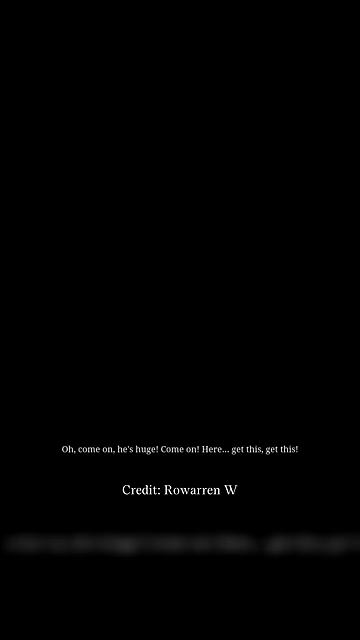 Oh, come on, he's huge! Come on! Here... get this, get this!
Credit: Rowarren W